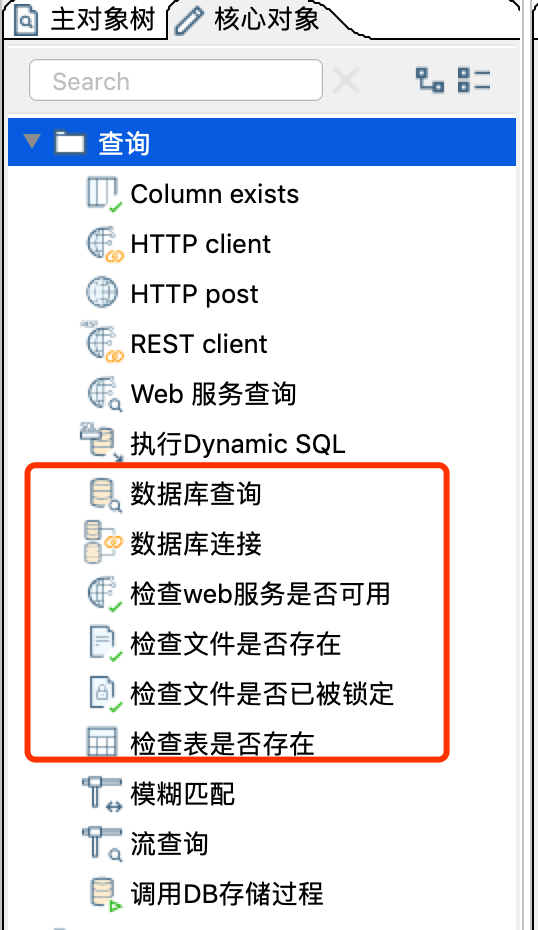 主对象树 核心对象
Search
查询
Column exists
HTTP client
HTTP post
REST client
Web 服务查询
执行Dynamic SQL
数据库查询
数据库连接
检查web服务是否可用
检查文件是否存在
检查文件是否已被锁定
检查表是否存在
模糊匹配
流查询
调用DB存储过程